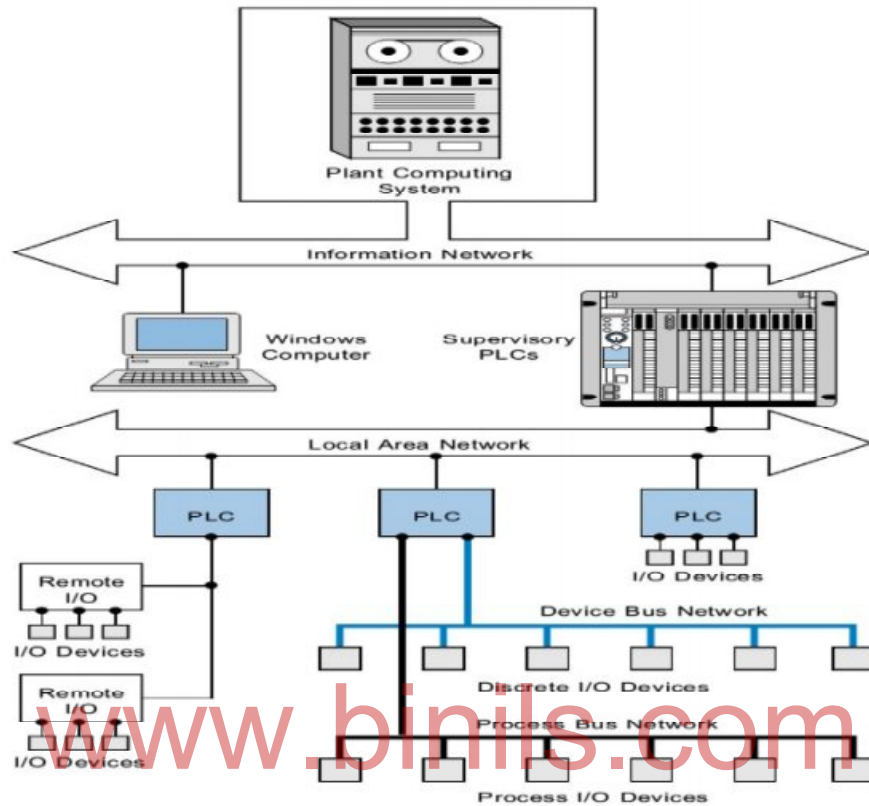 Plant Computing
System
Information Network
Windows
Computer
Supervisory
PLCs
Local Area Network
PLC
PLC
PLC
Remote
I/O
I/O Devices
I/O Devices
Device Bus Network
Discrete I/O Devices
Remote
I/O
I/O Devices
Process Bus Network
Process I/O Devices
www.binils.com